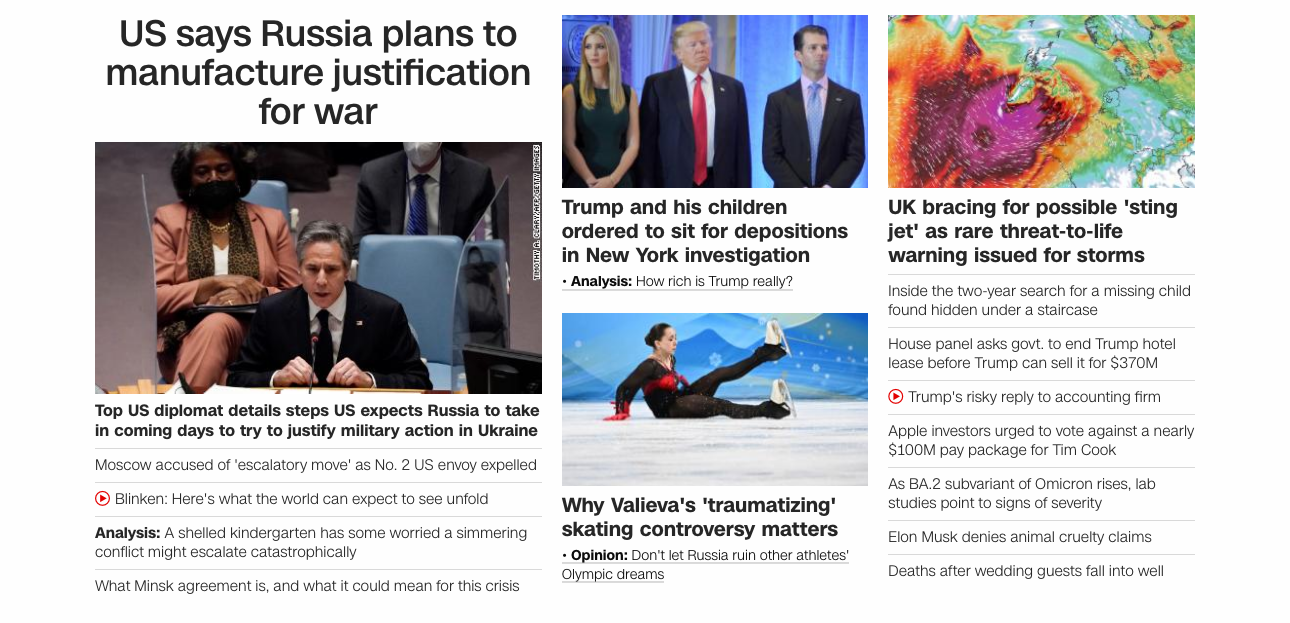 US says Russia plans to
manufacture justification
for war
TIMOTHY A. CLARY/AFP/GETTY IMAGES
Top US diplomat details steps US expects Russia to take
in coming days to try to justify military action in Ukraine
Moscow accused of 'escalatory move' as No. 2 US envoy expelled
Blinken: Here's what the world can expect to see unfold
Analysis: A shelled kindergarten has some worried a simmering
conflict might escalate catastrophically
What Minsk agreement is, and what it could mean for this crisis
Trump and his children
ordered to sit for depositions
in New York investigation
• Analysis: How rich is Trump really?
Why Valieva's 'traumatizing'
skating controversy matters
• Opinion: Don't let Russia ruin other athletes'
Olympic dreams
UK bracing for possible 'sting
jet' as rare threat-to-life
warning issued for storms
Inside the two-year search for a missing child
found hidden under a staircase
House panel asks govt. to end Trump hotel
lease before Trump can sell it for $370M
Trump's risky reply to accounting firm
Apple investors urged to vote against a nearly
$100M pay package for Tim Cook
As BA.2 subvariant of Omicron rises, lab
studies point to signs of severity
Elon Musk denies animal cruelty claims
Deaths after wedding guests fall into well